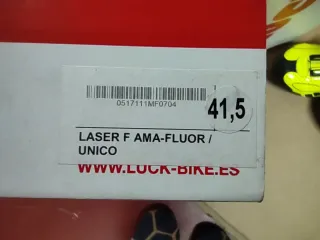 0517111MF0704
41,5
LASER F AMA-FLUOR /
UNICO
WWW.LUCK-BIKE.ES